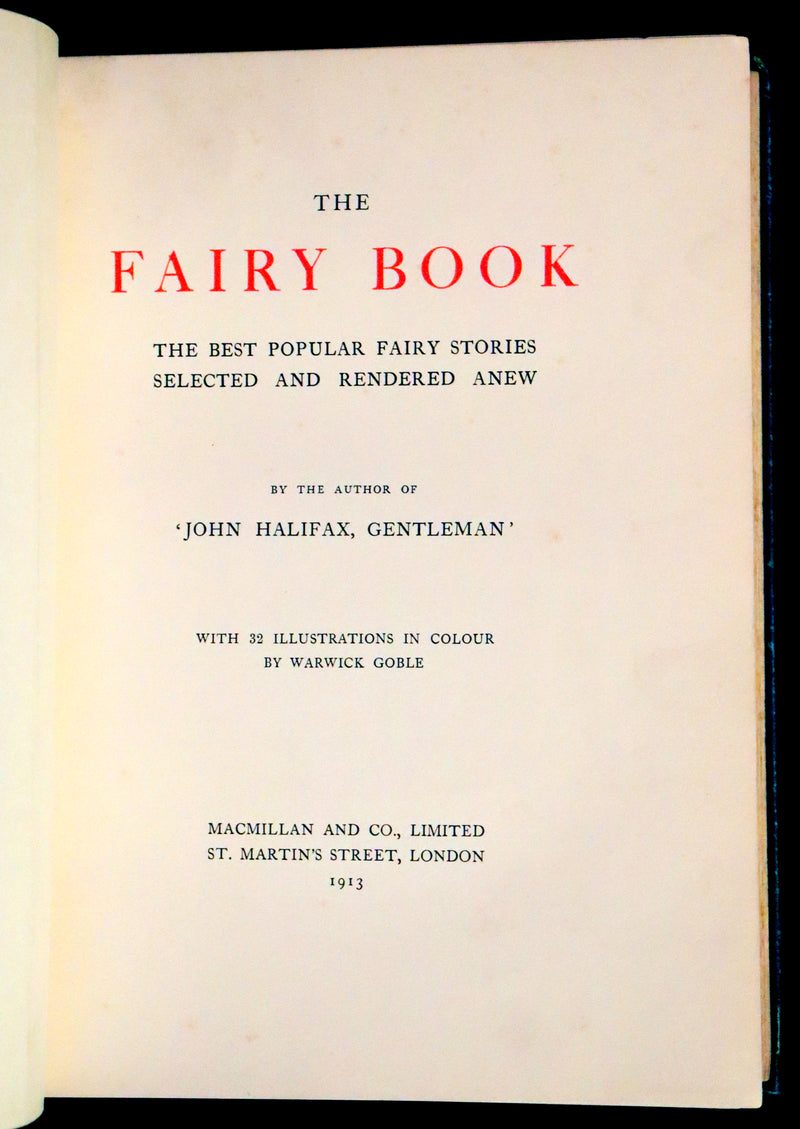 THE
FAIRY BOOK
THE BEST POPULAR FAIRY STORIES
SELECTED AND RENDERED ANEW
BY THE AUTHOR OF
‘JOHN HALIFAX, GENTLEMAN’
WITH 32 ILLUSTRATIONS IN COLOUR
BY WARWICK GOBLE
MACMILLAN AND CO., LIMITED
ST. MARTIN’S STREET, LONDON
1913